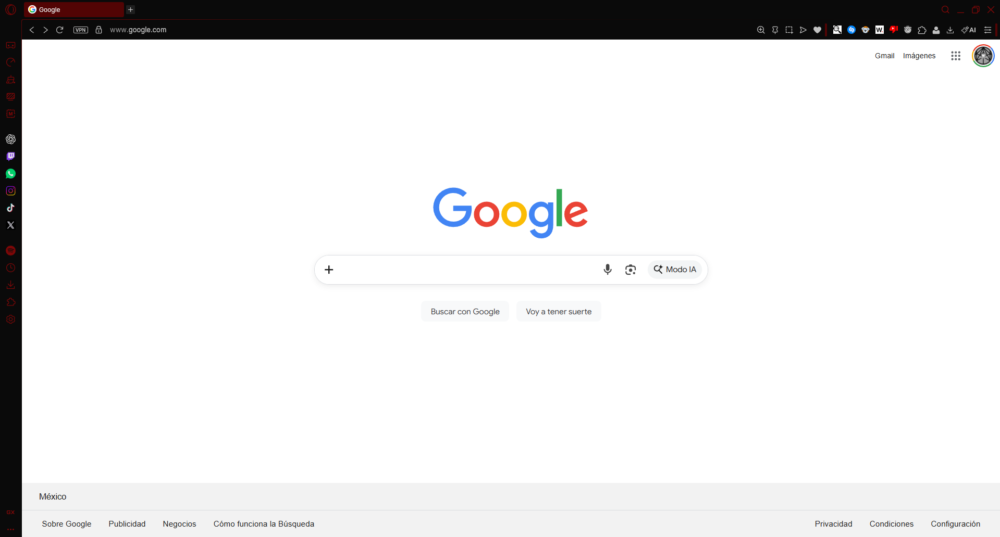 Google
VPN
www.google.com
W.
AI
Gmail Imágenes
M
Google
Modo IA
Buscar con Google Voy a tener suerte
México
GX
Sobre Google Publicidad Negocios Cómo funciona la Búsqueda Privacidad Condiciones Configuración